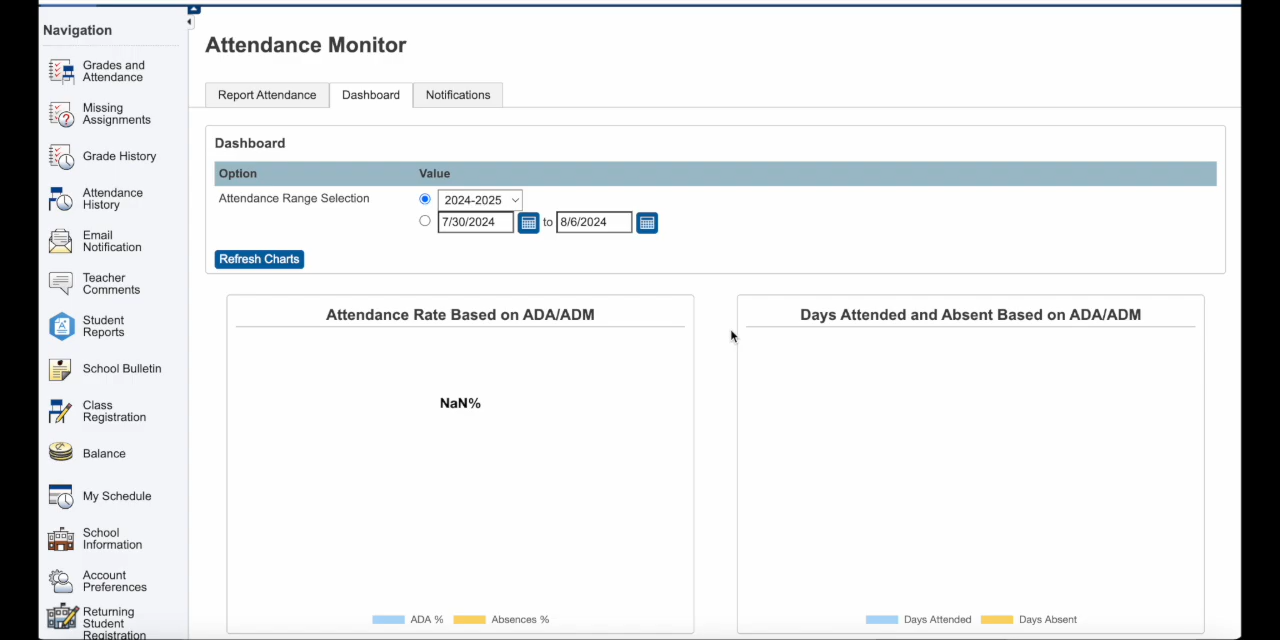 Navigation
Grades and
Attendance
Missing
Assignments
Grade History
Attendance
History
Email
Notification
Teacher
Comments
Student
Reports
School Bulletin
Class
Registration
Balance
My Schedule
School
Information
Account
Preferences
Returning
Student
Registration
Attendance Monitor
Report Attendance
Dashboard
Notifications
Dashboard
Option Value
Attendance Range Selection 2024-2025
7/30/2024 to 8/6/2024
Refresh Charts
Attendance Rate Based on ADA/ADM
NaN%
ADA % Absences %
Days Attended and Absent Based on ADA/ADM
Days Attended Days Absent